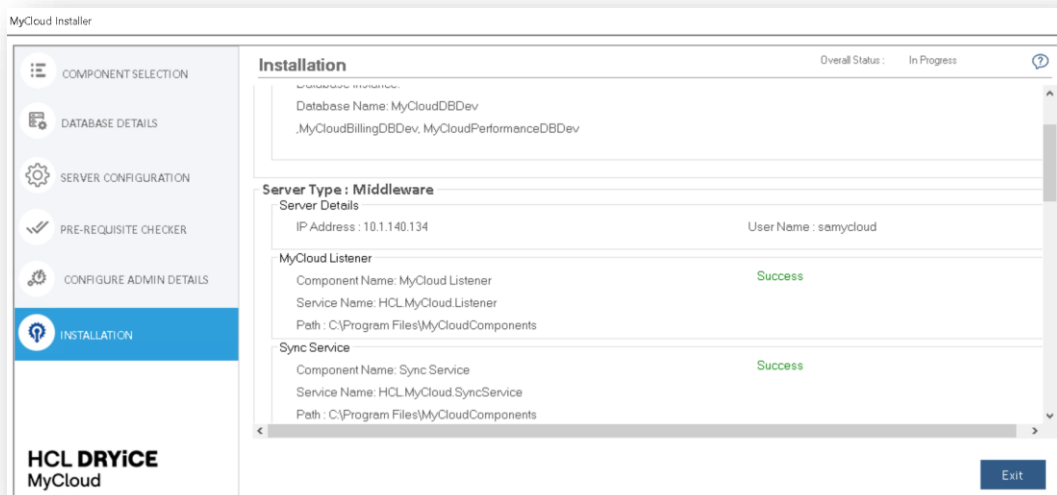 MyCloud Installer
COMPONENT SELECTION
DATABASE DETAILS
SERVER CONFIGURATION
PRE-REQUISITE CHECKER
CONFIGURE ADMIN DETAILS
INSTALLATION
HCL DRYiCE
MyCloud
Installation
Overall Status : In Progress
?
Database Instance:
Database Name: MyCloudDBDev
,MyCloudBillingDBDev, MyCloudPerformanceDBDev
Server Type : Middleware
Server Details
IP Address : 10.1.140.134 User Name : samycloud
MyCloud Listener
Component Name: MyCloud Listener Success
Service Name: HCL.MyCloud.Listener
Path : C:\Program Files\MyCloudComponents
Sync Service
Component Name: Sync Service Success
Service Name: HCL.MyCloud.SyncService
Path : C:\Program Files\MyCloudComponents
Exit